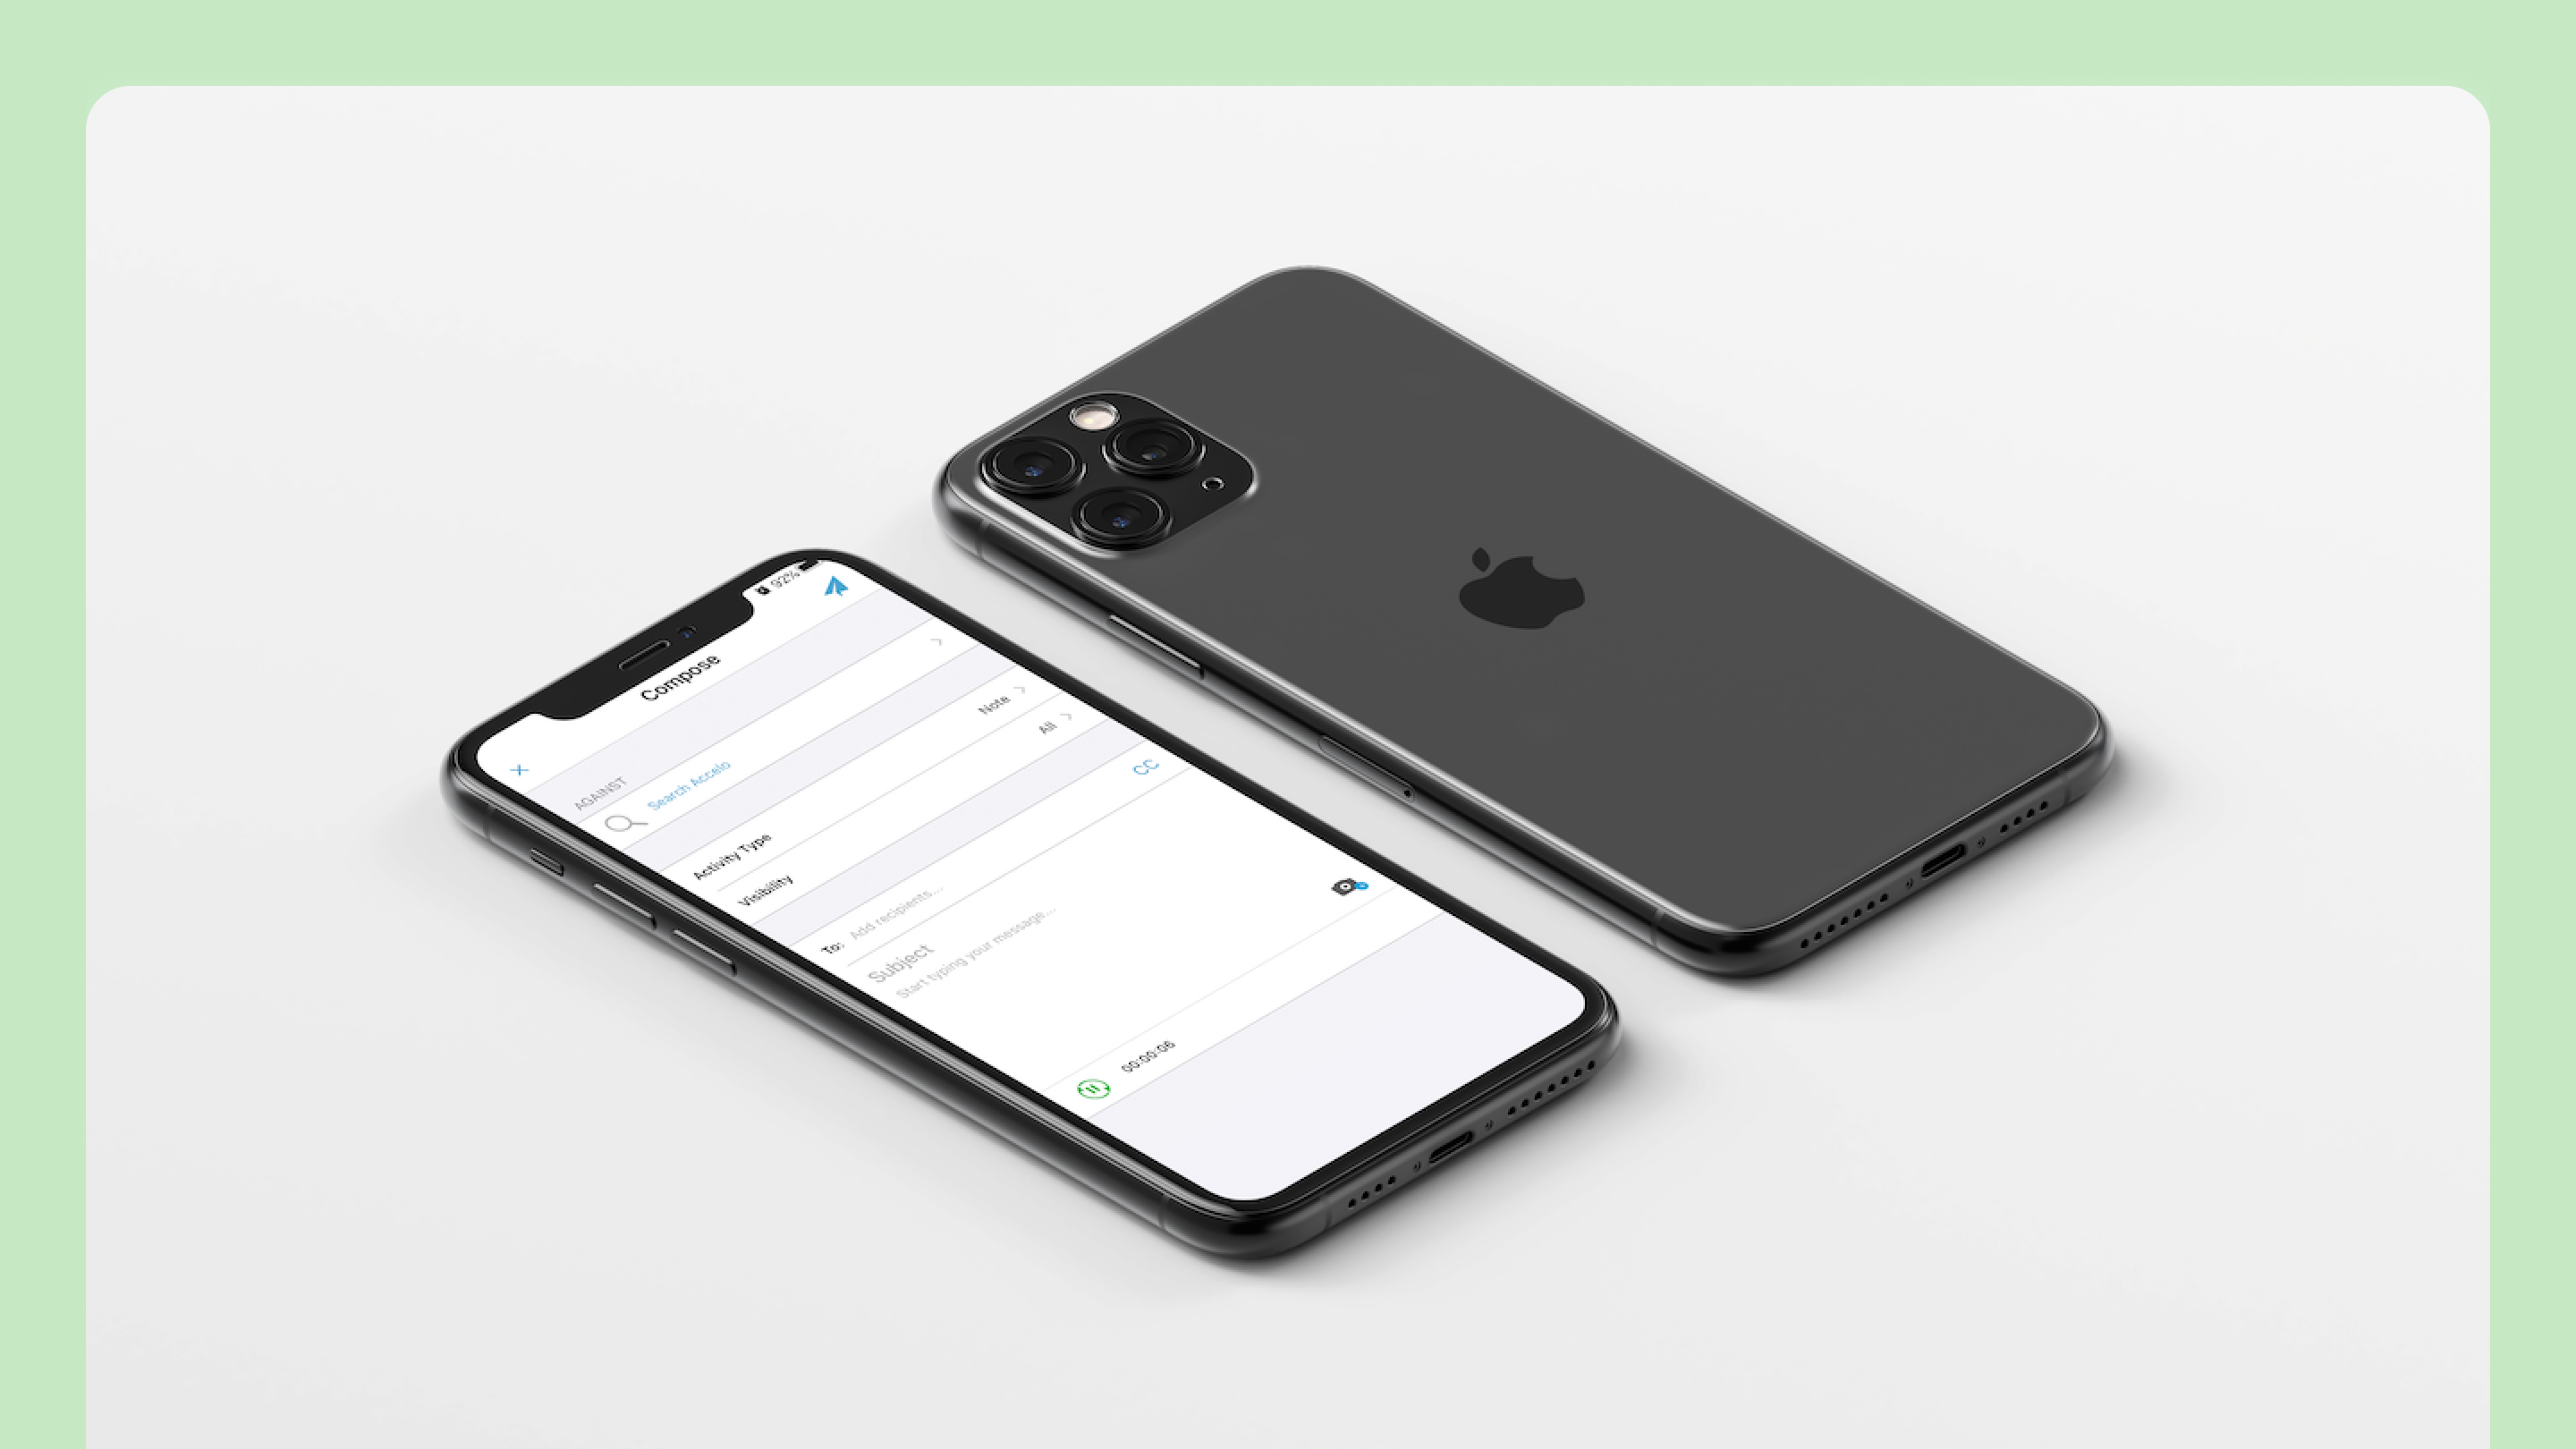 92%
Compose
AGAINST
Search Accelo
Activity Type Note
Visibility All
To: Add recipients... CC
Subject
Start typing your message...
00:00:06